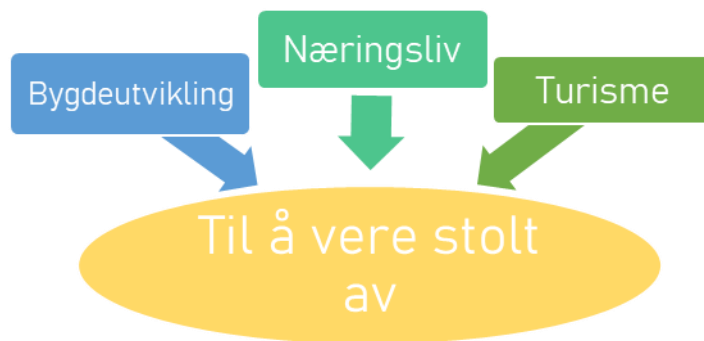 Næringsliv
Bygdeutvikling
Turisme
Til å vere stolt
av